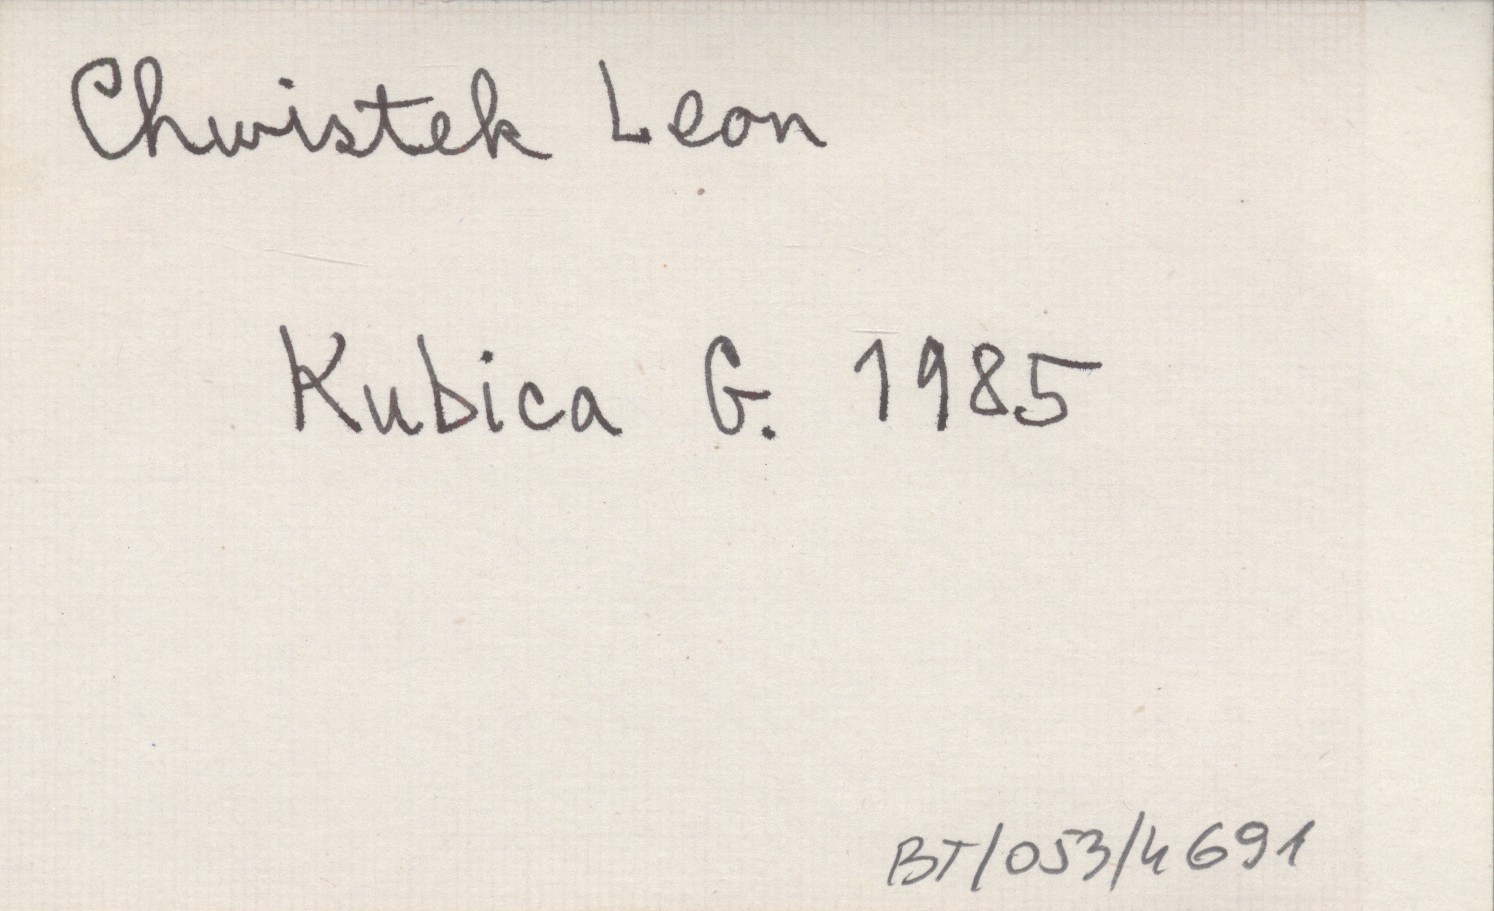 Chwistek Leon
Kubica G. 1985
BT/053/4691